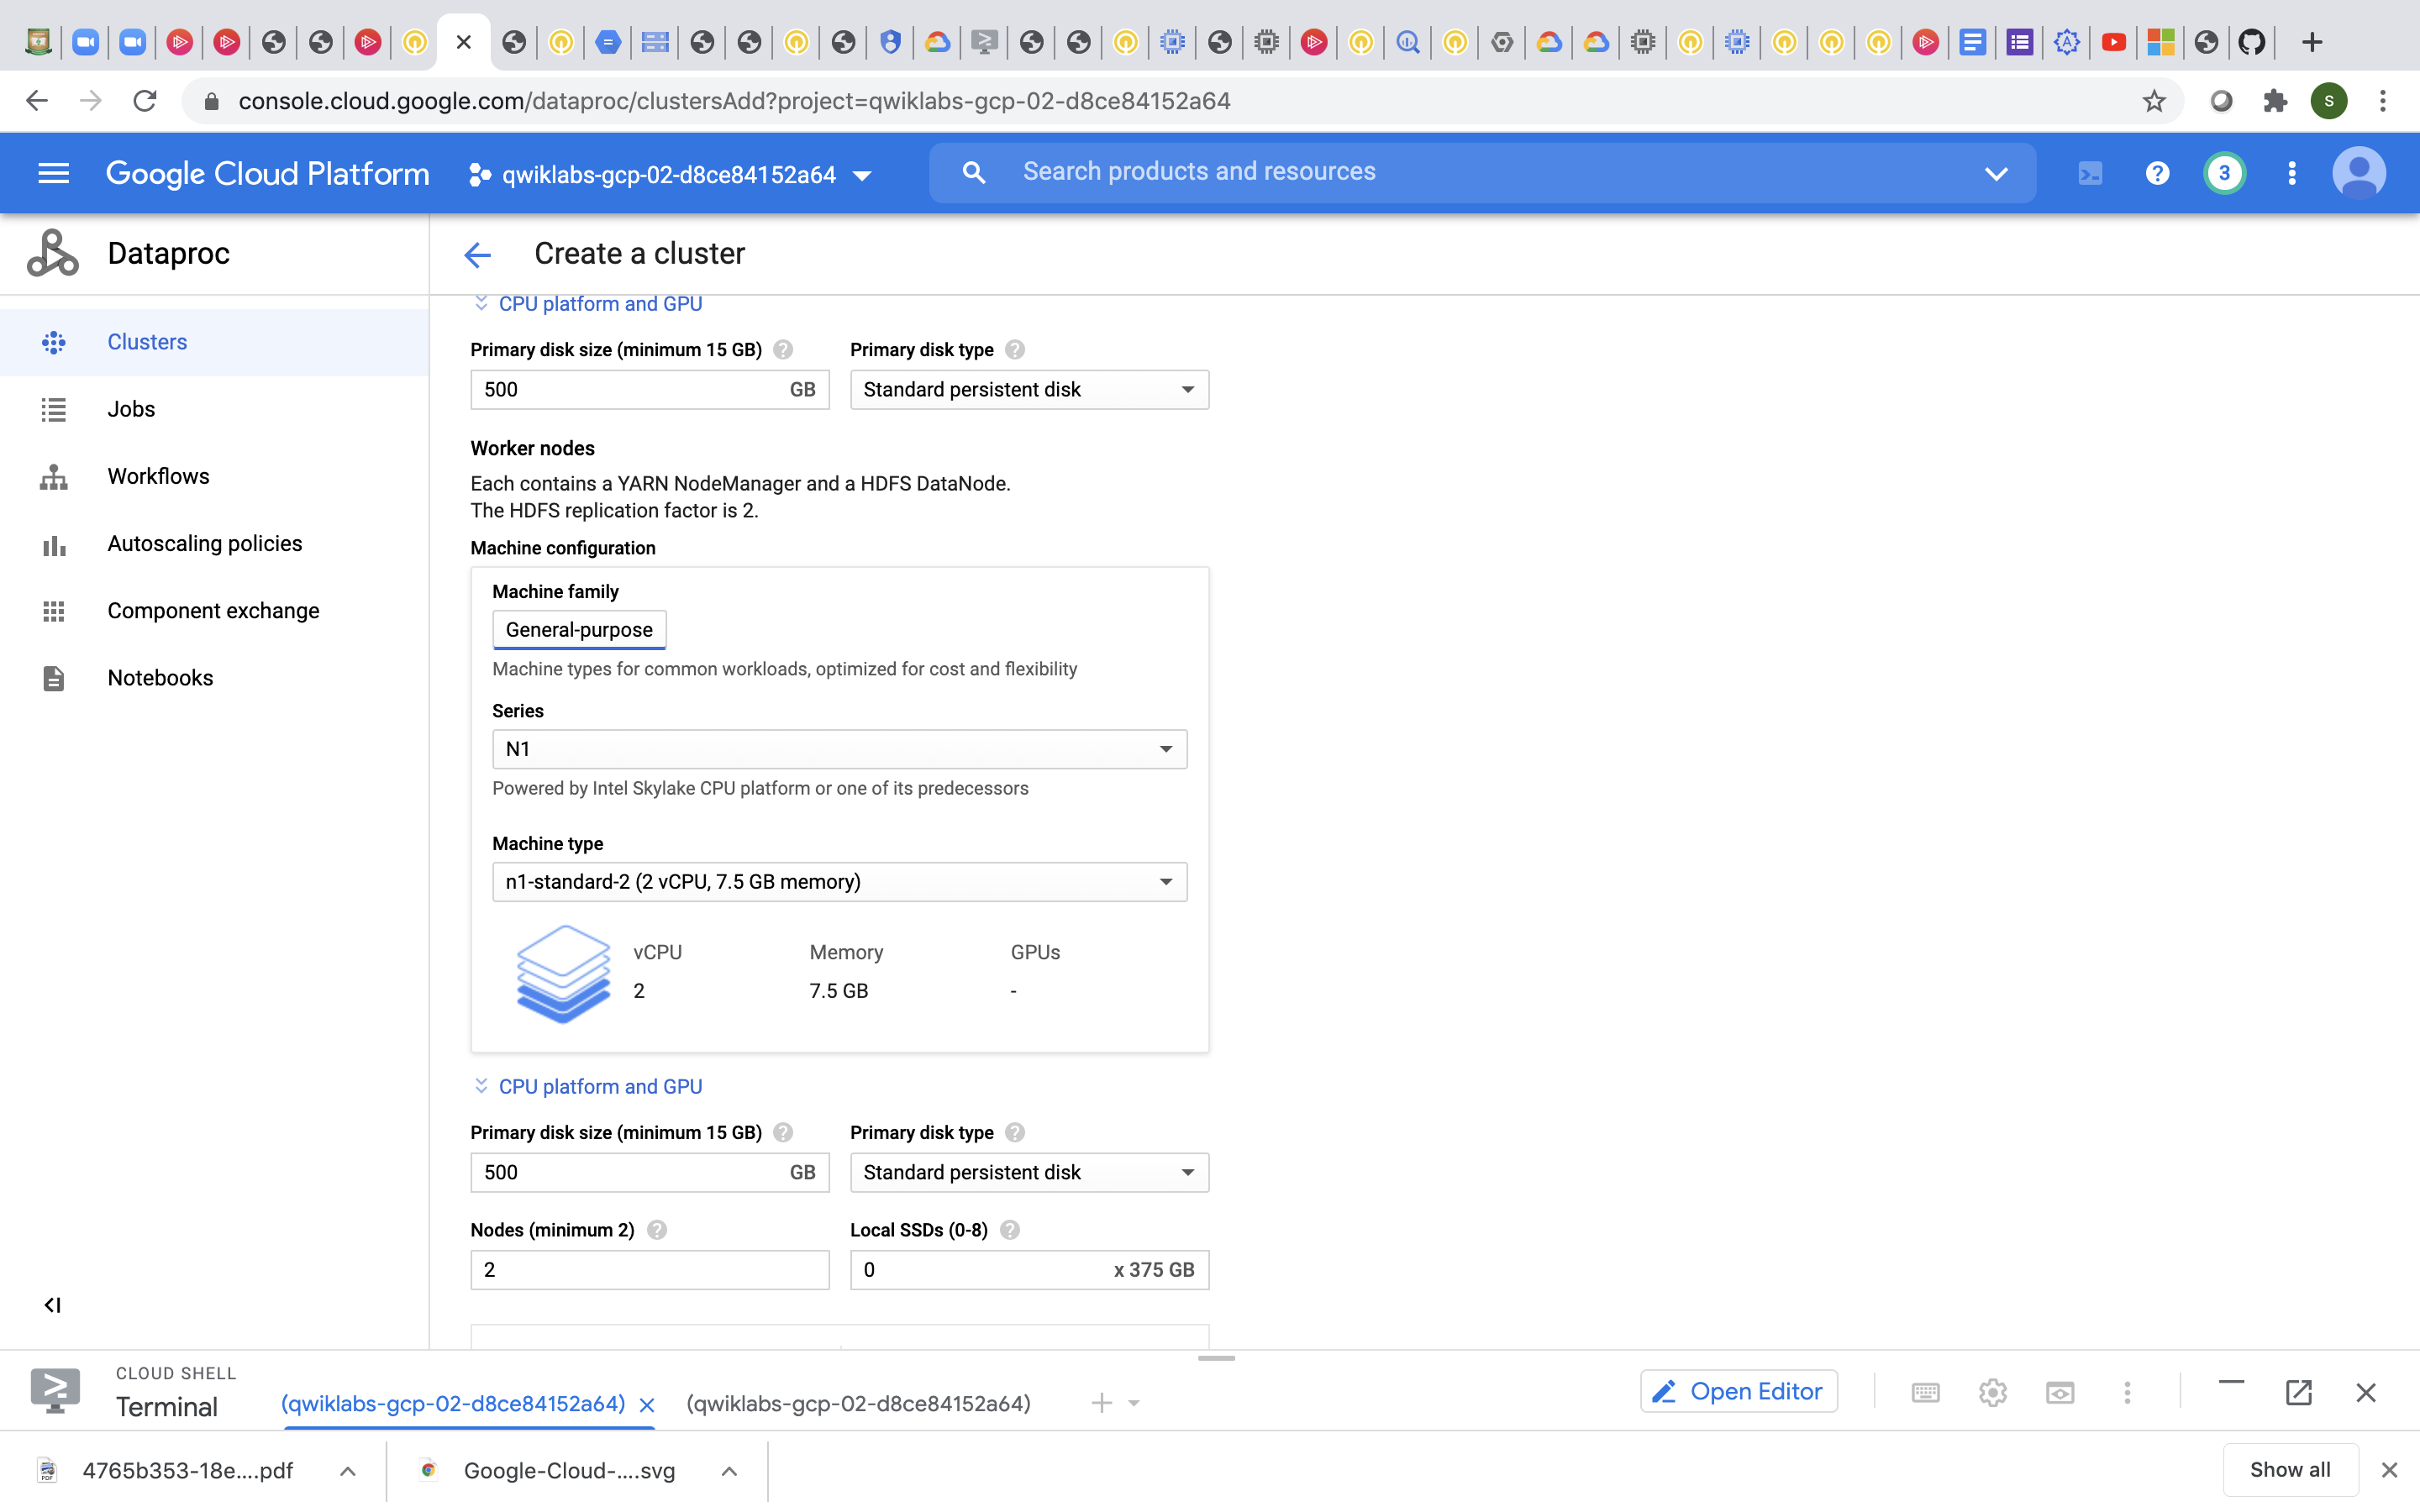 console.cloud.google.com/dataproc/clustersAdd?project=qwiklabs-gcp-02-d8ce84152a64
S
Google Cloud Platform
qwiklabs-gcp-02-d8ce84152a64
Search products and resources
3
Dataproc
Create a cluster
Clusters
Jobs
Workflows
Autoscaling policies
Component exchange
Notebooks
CPU platform and GPU
Primary disk size (minimum 15 GB)
Primary disk type
500 GB
Standard persistent disk
Worker nodes
Each contains a YARN NodeManager and a HDFS DataNode.
The HDFS replication factor is 2.
Machine configuration
Machine family
General-purpose
Machine types for common workloads, optimized for cost and flexibility
Series
N1
Powered by Intel Skylake CPU platform or one of its predecessors
Machine type
n1-standard-2 (2 vCPU, 7.5 GB memory)
vCPU Memory GPUs
2 7.5 GB -
CPU platform and GPU
Primary disk size (minimum 15 GB)
Primary disk type
500 GB
Standard persistent disk
Nodes (minimum 2)
Local SSDs (0-8)
2
0 x 375 GB
CLOUD SHELL
Terminal
(qwiklabs-gcp-02-d8ce84152a64)
(qwiklabs-gcp-02-d8ce84152a64)
Open Editor
4765b353-18e....pdf
Google-Cloud-....svg
Show all